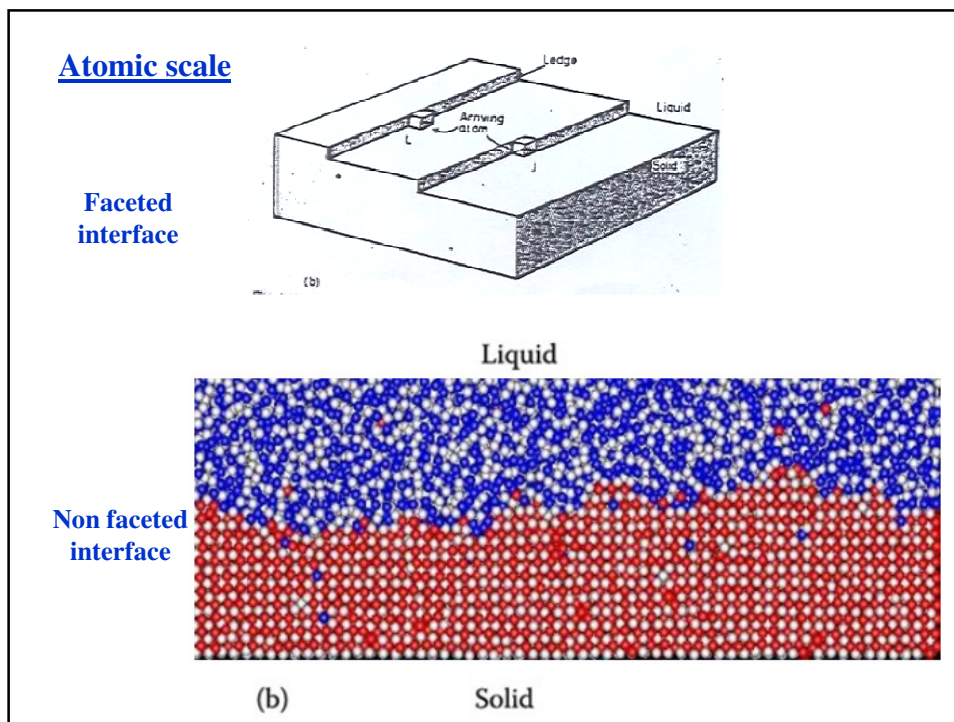 Atomic scale
Ledge
Liquid
Arriving
atom
L
J
Solid
Faceted
interface
(b)
Liquid
Non faceted
interface
(b)
Solid